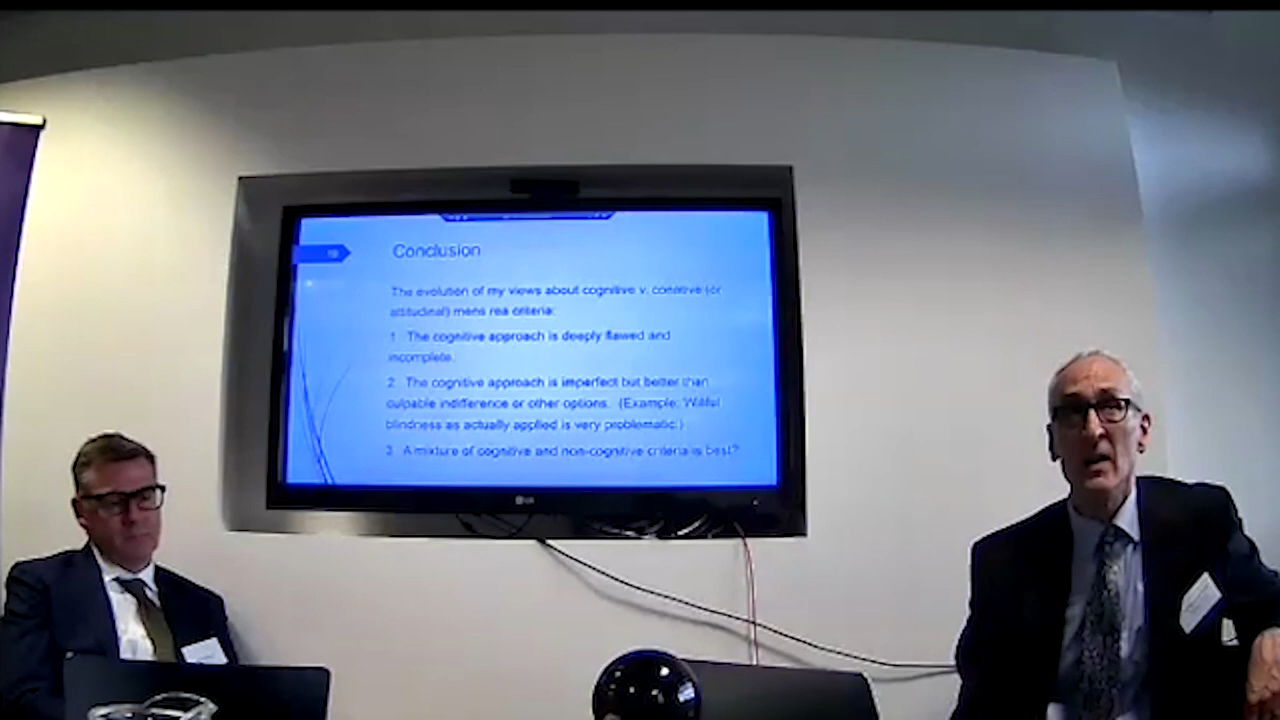 Conclusion
The evolution of my views about cognitive v. conative (or
attitudinal) mens rea criteria:
1 The cognitive approach is deeply flawed and
incomplete.
2 The cognitive approach is imperfect but better than
culpable indifference or other options. (Example: Willful
blindness as actually applied is very problematic.)
3 A mixture of cognitive and non-cognitive criteria is best?
LG